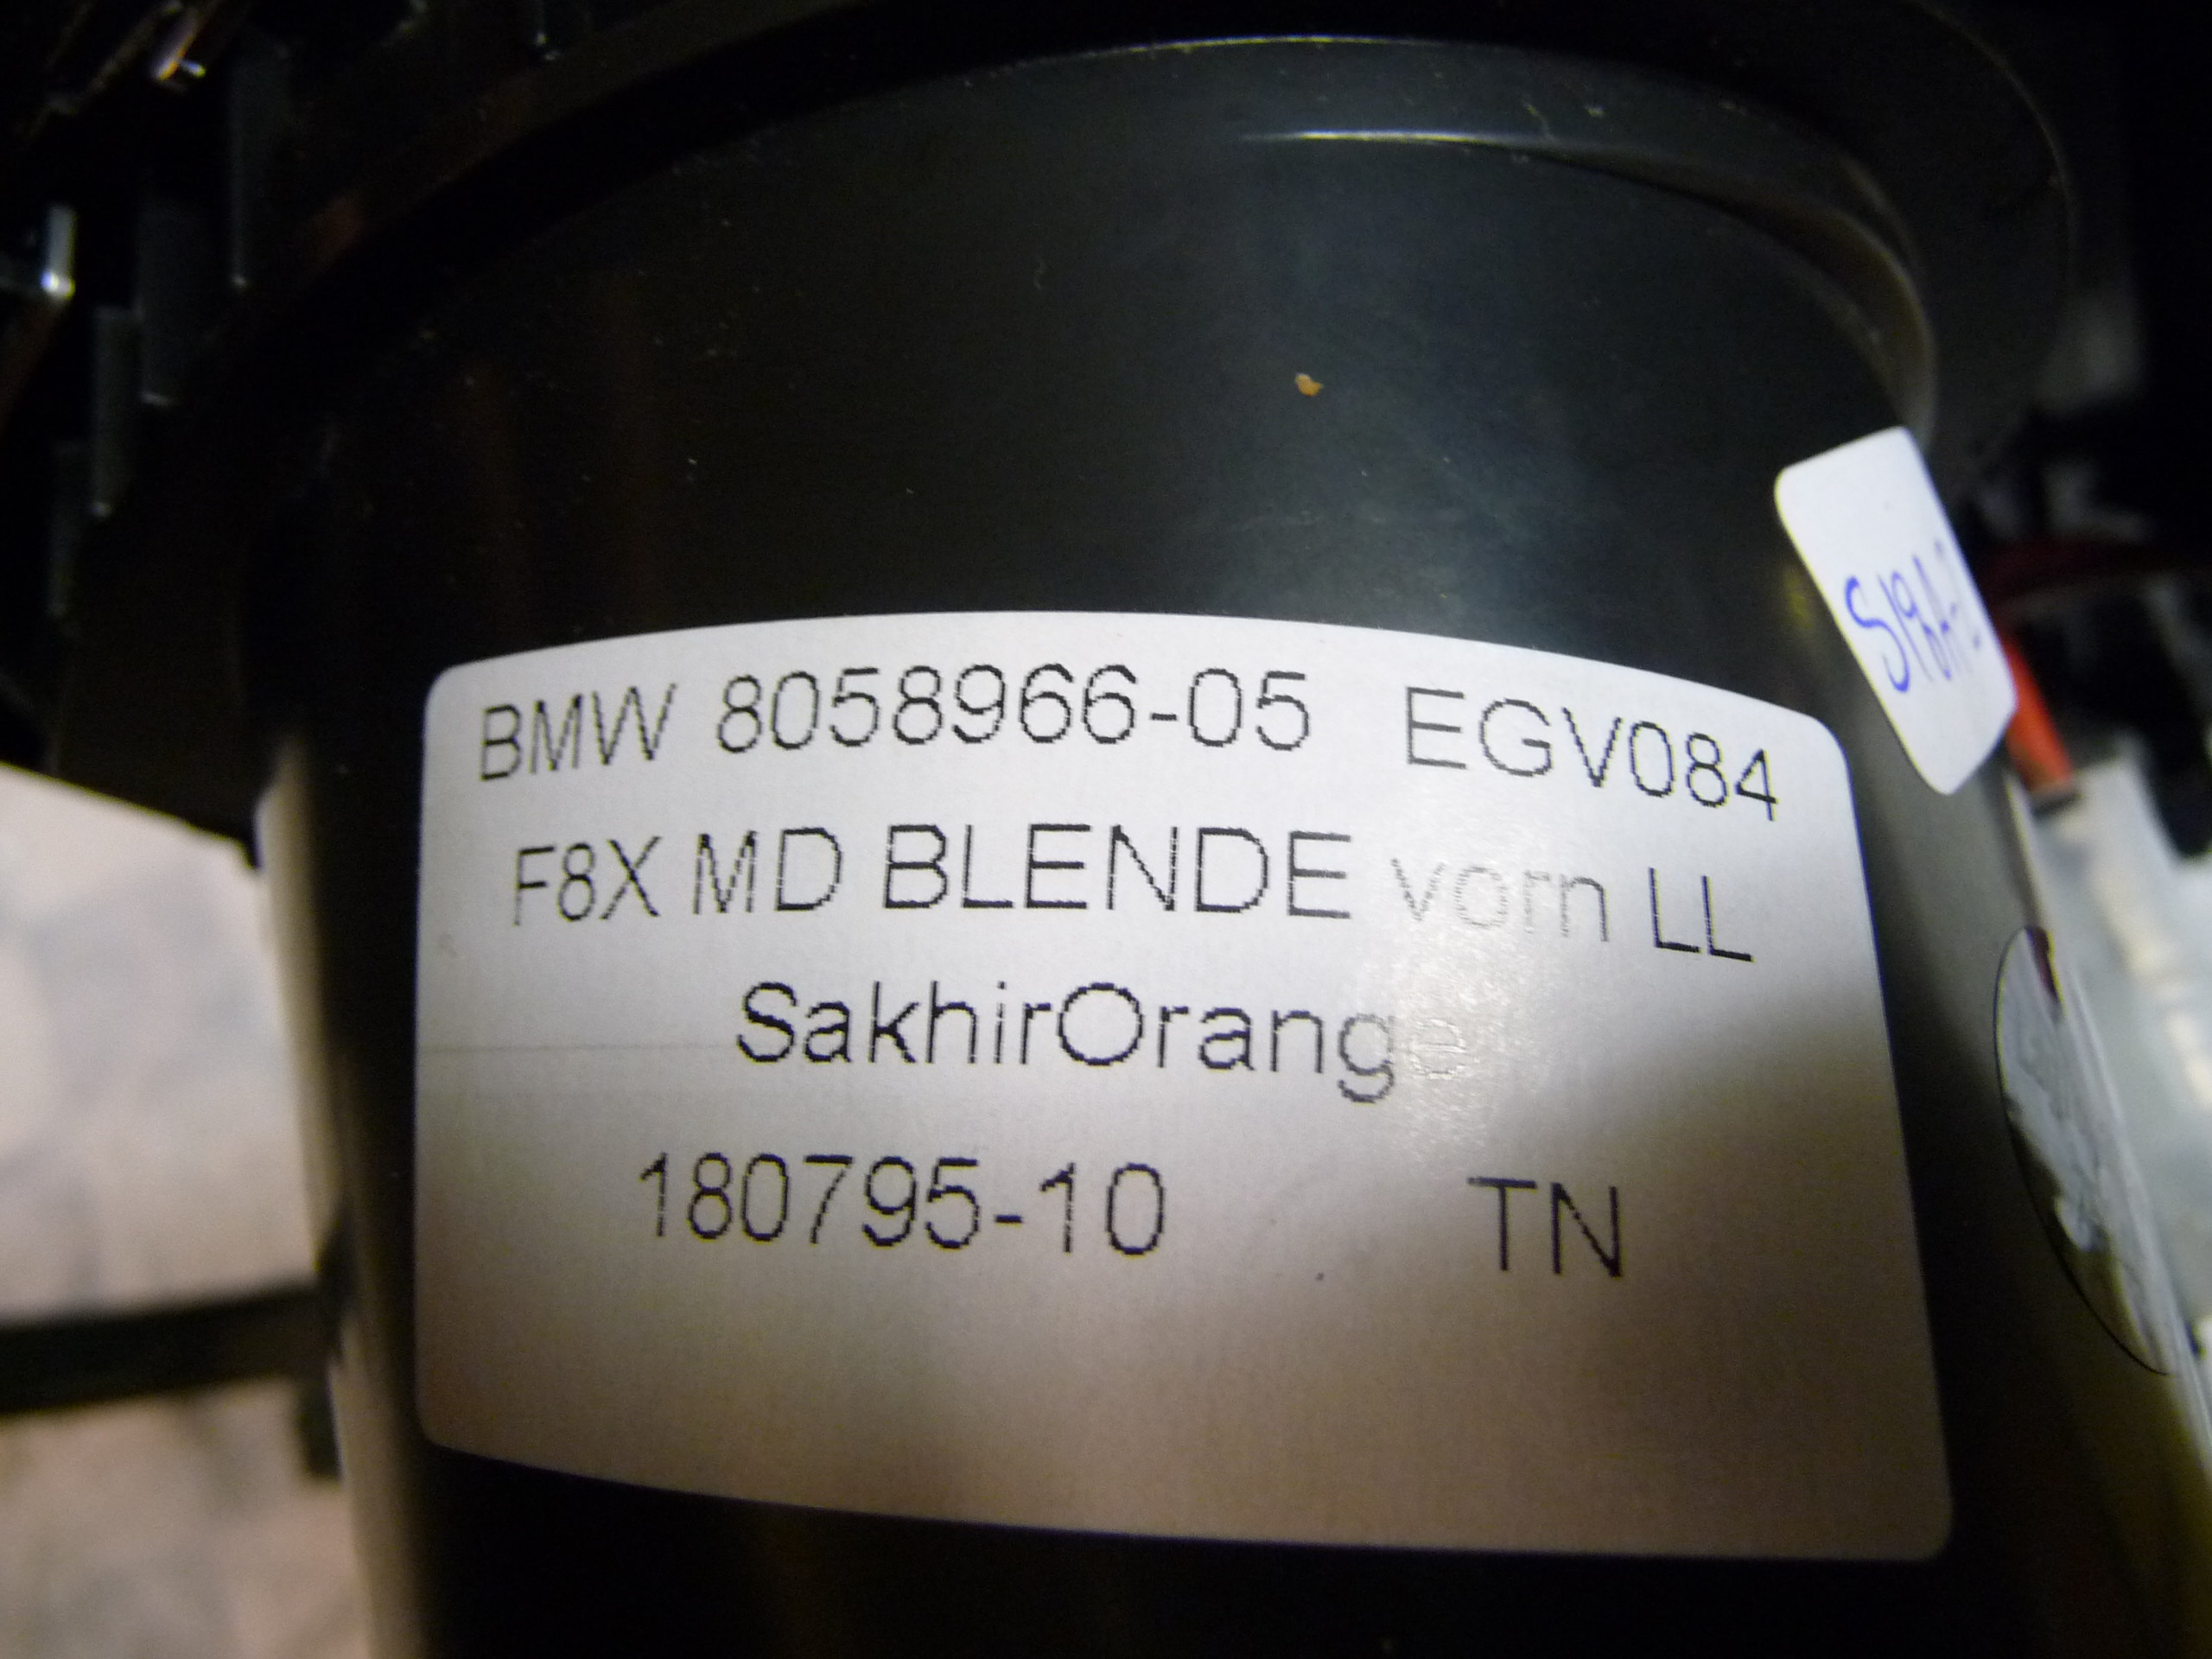 BMW 8058966-05 EGV084
F8X MD BLENDE vorn LL
SakhirOrange
180795-10 TN